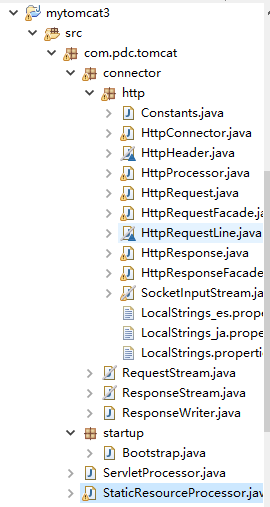 mytomcat3
src
com.pdc.tomcat
connector
http
Constants.java
HttpConnector.java
HttpHeader.java
HttpProcessor.java
HttpRequest.java
HttpRequestFacade.ja
HttpRequestLine.java
HttpResponse.java
HttpResponseFacade
SocketInputStream.ja
LocalStrings_es.prope
LocalStrings_ja.prope
LocalStrings.properti
RequestStream.java
ResponseStream.java
ResponseWriter.java
startup
Bootstrap.java
ServletProcessor.java
StaticResourceProcessor.jav